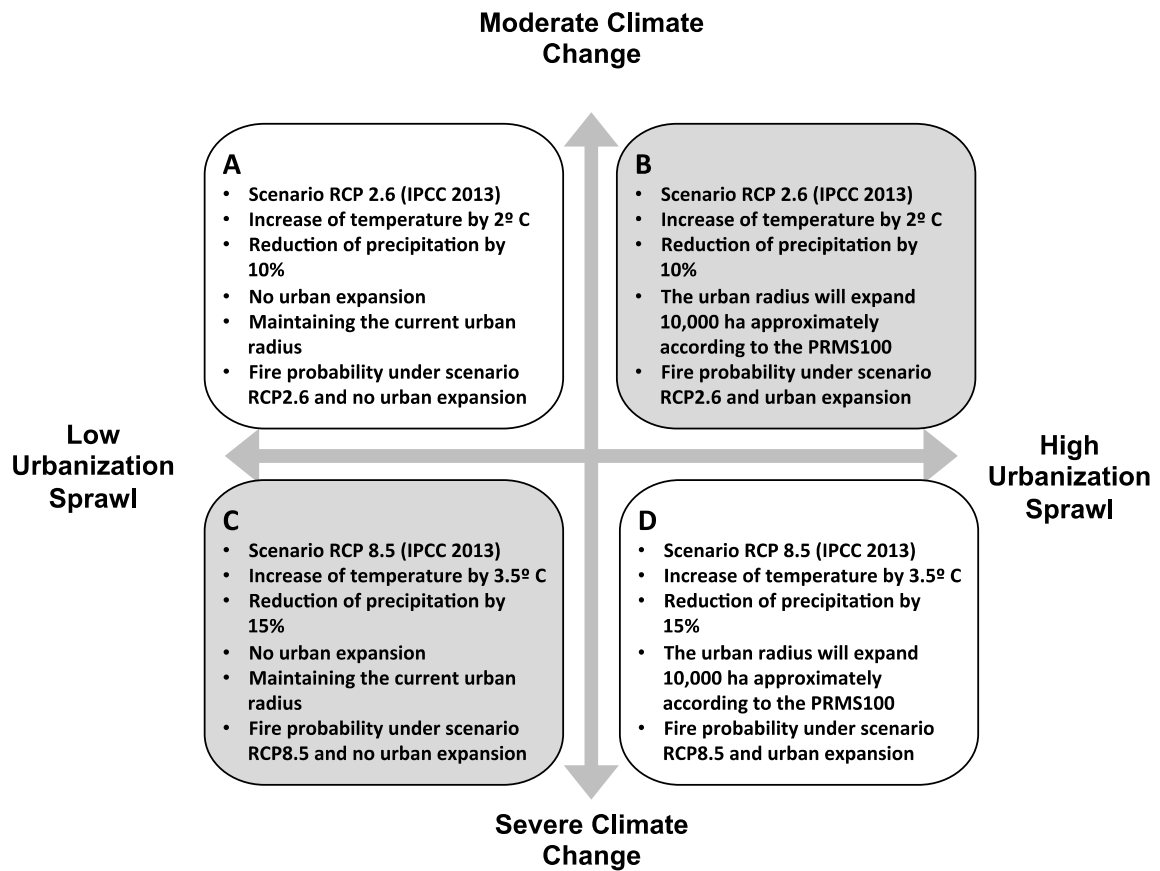 Moderate Climate
Change
A
• Scenario RCP 2.6 (IPCC 2013)
• Increase of temperature by 2º C
• Reduction of precipitation by
10%
• No urban expansion
• Maintaining the current urban
radius
• Fire probability under scenario
RCP2.6 and no urban expansion
B
• Scenario RCP 2.6 (IPCC 2013)
• Increase of temperature by 2º C
• Reduction of precipitation by
10%
• The urban radius will expand
10,000 ha approximately
according to the PRMS100
• Fire probability under scenario
RCP2.6 and urban expansion
Low
Urbanization
Sprawl
High
Urbanization
Sprawl
C
• Scenario RCP 8.5 (IPCC 2013)
• Increase of temperature by 3.5º C
• Reduction of precipitation by
15%
• No urban expansion
• Maintaining the current urban
radius
• Fire probability under scenario
RCP8.5 and no urban expansion
D
• Scenario RCP 8.5 (IPCC 2013)
• Increase of temperature by 3.5º C
• Reduction of precipitation by
15%
• The urban radius will expand
10,000 ha approximately
according to the PRMS100
• Fire probability under scenario
RCP8.5 and urban expansion
Severe Climate
Change